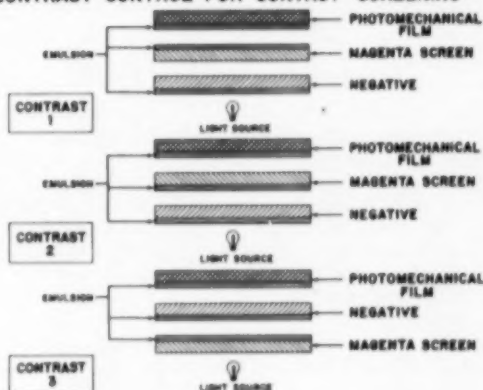 CONTRAST CONTROL FOR CONTACT SCREENING
PHOTOMECHANICAL
FILM
EMULSION
MAGENTA SCREEN
NEGATIVE
CONTRAST
1
LIGHT SOURCE
PHOTOMECHANICAL
FILM
EMULSION
MAGENTA SCREEN
NEGATIVE
CONTRAST
2
LIGHT SOURCE
PHOTOMECHANICAL
FILM
EMULSION
NEGATIVE
MAGENTA SCREEN
CONTRAST
3
LIGHT SOURCE